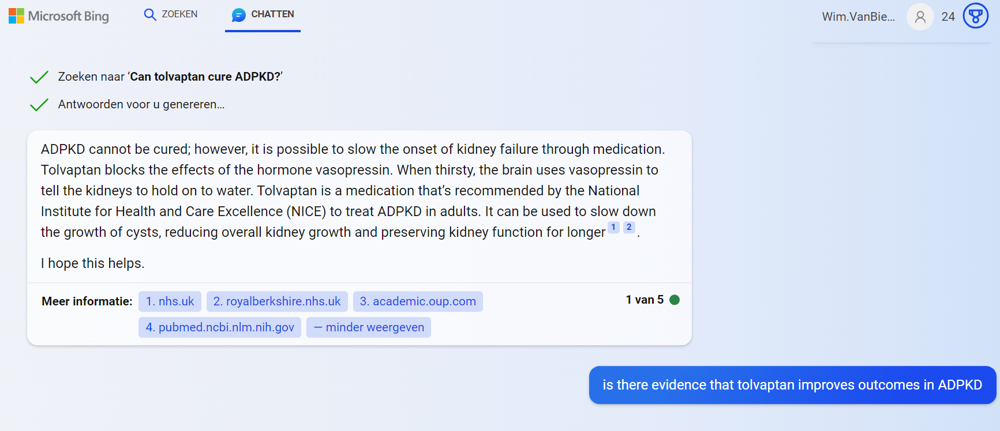 Microsoft Bing
ZOEKEN
CHATTEN
Wim.VanBie...
24
Zoeken naar ‘Can tolvaptan cure ADPKD?’
Antwoorden voor u genereren...
ADPKD cannot be cured; however, it is possible to slow the onset of kidney failure through medication.
Tolvaptan blocks the effects of the hormone vasopressin. When thirsty, the brain uses vasopressin to
tell the kidneys to hold on to water. Tolvaptan is a medication that’s recommended by the National
Institute for Health and Care Excellence (NICE) to treat ADPKD in adults. It can be used to slow down
the growth of cysts, reducing overall kidney growth and preserving kidney function for longer 1 2 .
I hope this helps.
Meer informatie: 1. nhs.uk 2. royalberkshire.nhs.uk 3. academic.oup.com 1 van 5
4. pubmed.ncbi.nlm.nih.gov — minder weergeven
is there evidence that tolvaptan improves outcomes in ADPKD